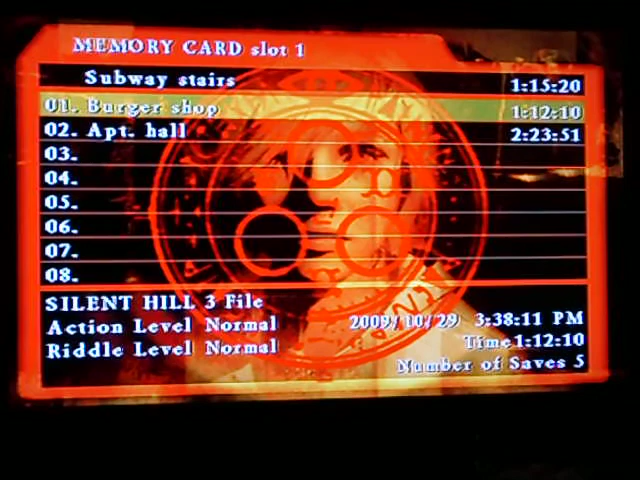 MEMORY CARD slot 1
Subway stairs 1:15:20
01. Burger shop 1:12:10
02. Apt. hall 2:23:51
03.
04.
05.
06.
07.
08.
SILENT HILL 3 File
Action Level Normal 2009/10/29 3:38:11 PM
Riddle Level Normal Time 1:12:10
Number of Saves 5